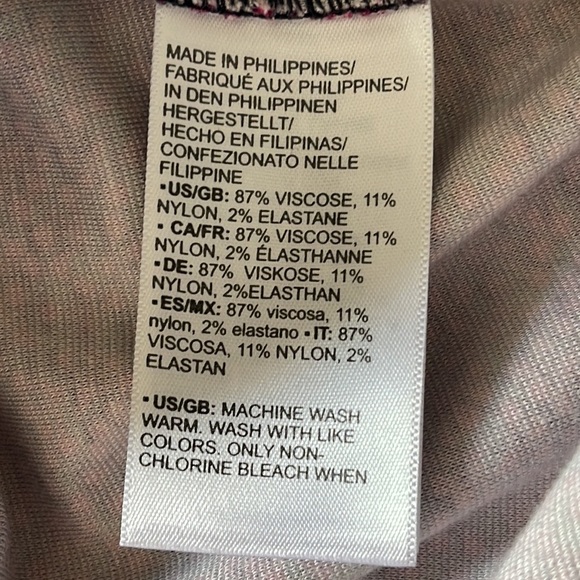 MADE IN PHILIPPINES/
FABRIQUÉ AUX PHILIPPINES/
IN DEN PHILIPPINEN
HERGESTELLT/
HECHO EN FILIPINAS/
CONFEZIONATO NELLE
FILIPPINE
▪US/GB: 87% VISCOSE, 11%
NYLON, 2% ELASTANE
▪ CA/FR: 87% VISCOSE, 11%
NYLON, 2% ÉLASTHANNE
▪DE: 87% VISKOSE, 11%
NYLON, 2%ELASTHAN
▪ES/MX: 87% viscosa, 11%
nylon, 2% elastano ▪IT: 87%
VISCOSA, 11% NYLON, 2%
ELASTAN
▪ US/GB: MACHINE WASH
WARM. WASH WITH LIKE
COLORS. ONLY NON-
CHLORINE BLEACH WHEN